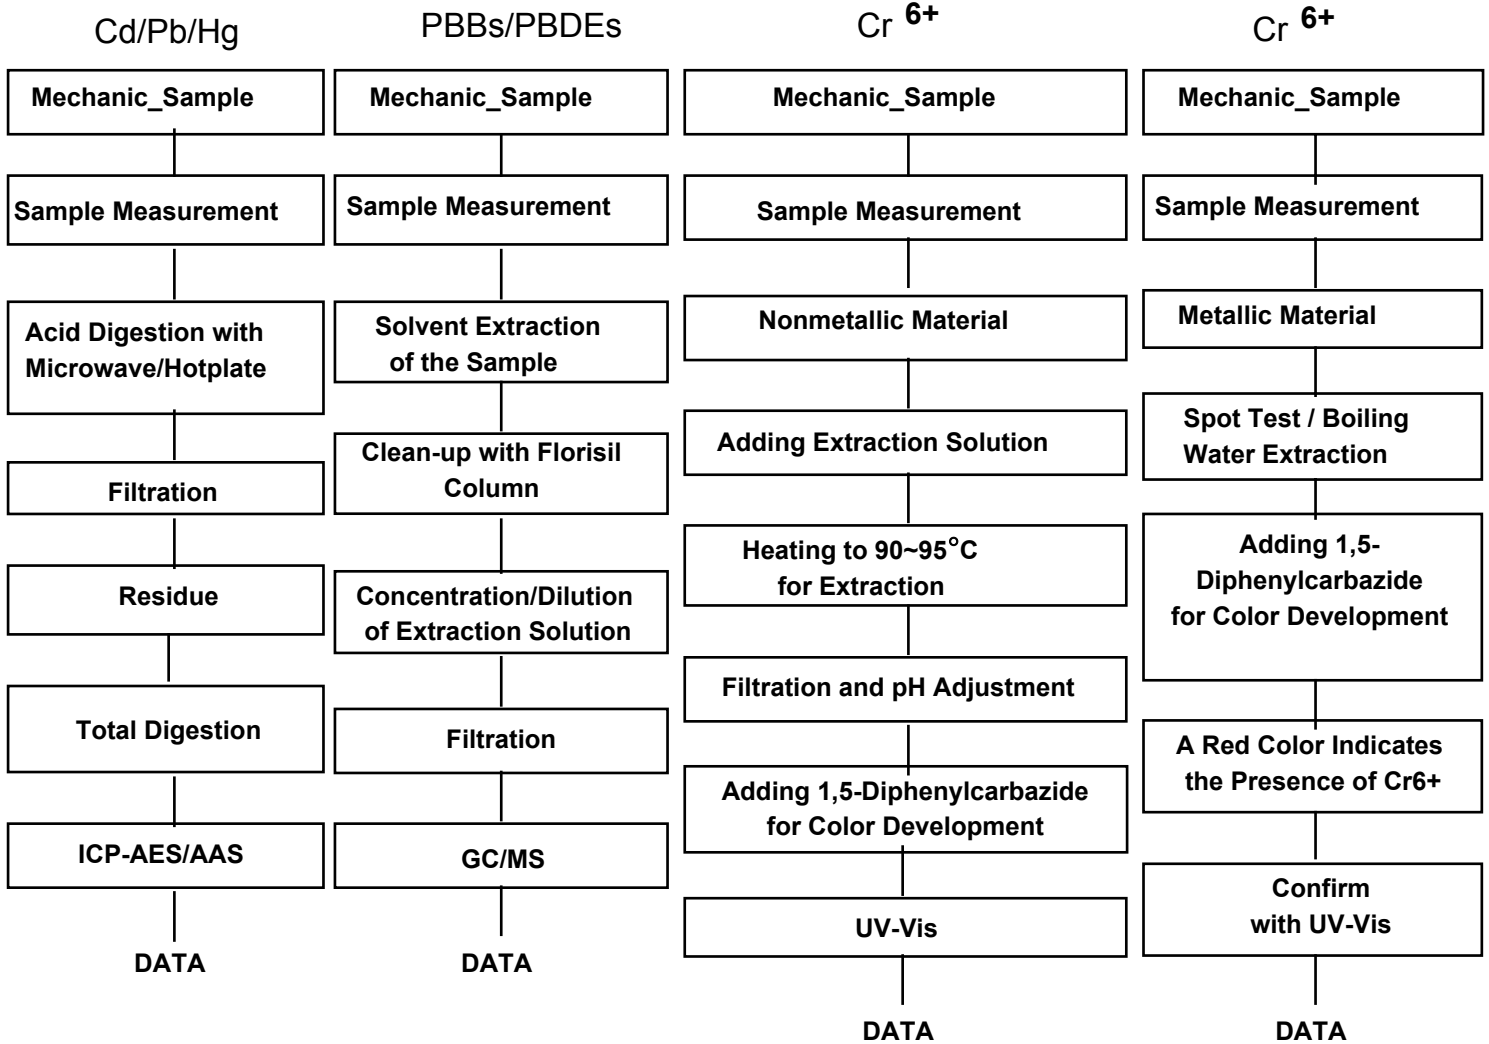 Cd/Pb/Hg
Mechanic_Sample
Sample Measurement
Acid Digestion with
Microwave/Hotplate
Filtration
Residue
Total Digestion
ICP-AES/AAS
DATA
PBBs/PBDEs
Mechanic_Sample
Sample Measurement
Solvent Extraction
of the Sample
Clean-up with Florisil
Column
Concentration/Dilution
of Extraction Solution
Filtration
GC/MS
DATA
Cr 6+
Mechanic_Sample
Sample Measurement
Nonmetallic Material
Adding Extraction Solution
Heating to 90~95°C
for Extraction
Filtration and pH Adjustment
Adding 1,5-Diphenylcarbazide
for Color Development
UV-Vis
DATA
Cr 6+
Mechanic_Sample
Sample Measurement
Metallic Material
Spot Test / Boiling
Water Extraction
Adding 1,5-
Diphenylcarbazide
for Color Development
A Red Color Indicates
the Presence of Cr6+
Confirm
with UV-Vis
DATA